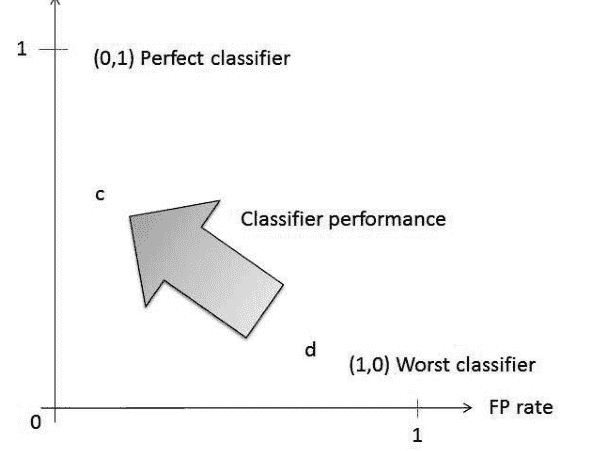 1
(0,1) Perfect classifier
c
Classifier performance
d
(1,0) Worst classifier
0
FP rate
1